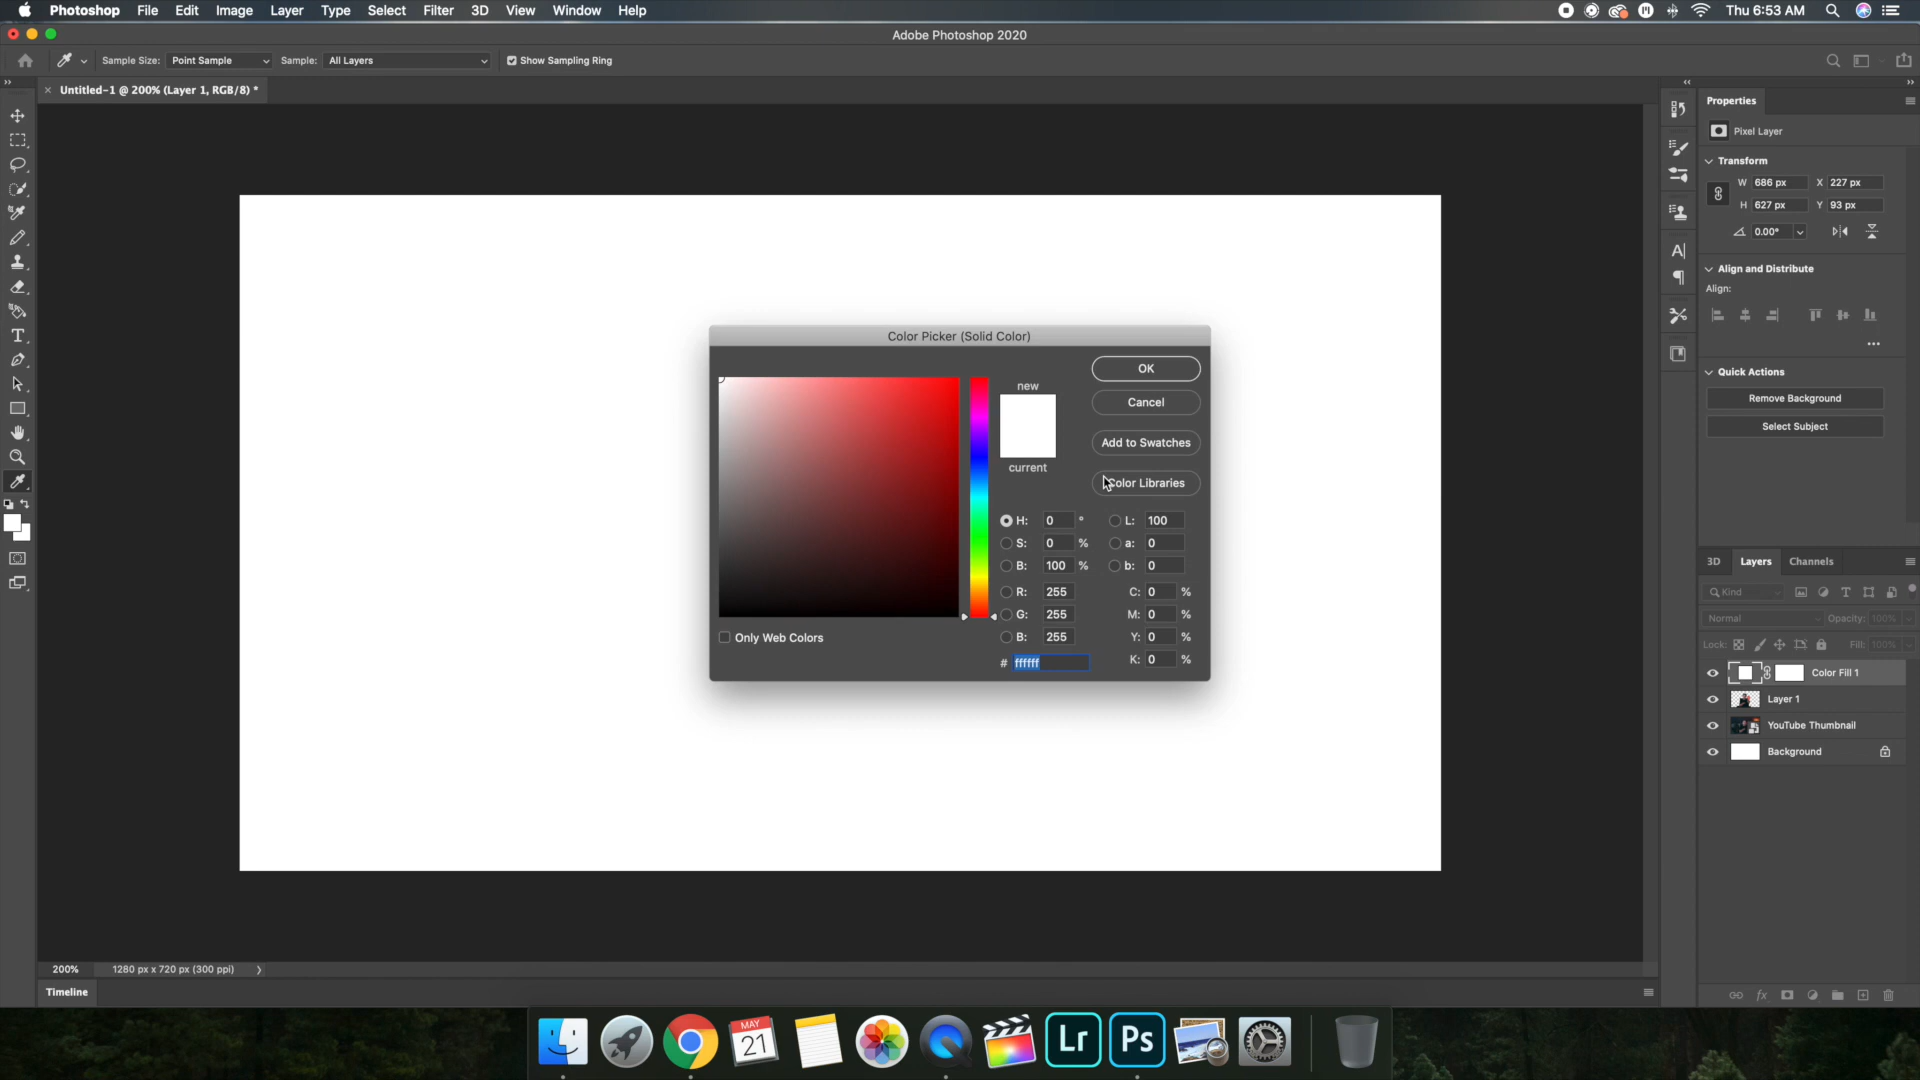 Photoshop File Edit Image Layer Type Select Filter 3D View Window Help Thu 6:53 AM
Adobe Photoshop 2020
Sample Size: Point Sample Sample: All Layers Show Sampling Ring
Untitled-1 @ 200% (Layer 1, RGB/8) *
Properties
Pixel Layer
Transform
W 686 px X 227 px
H 627 px Y 93 px
0.00°
Align and Distribute
Align:
Quick Actions
Remove Background
Select Subject
Color Picker (Solid Color)
new
current
OK
Cancel
Add to Swatches
Color Libraries
H: 0 ° L: 100
S: 0 % a: 0
B: 100 % b: 0
R: 255 C: 0 %
G: 255 M: 0 %
B: 255 Y: 0 %
# ffffff K: 0 %
Only Web Colors
3D Layers Channels
Kind
Normal Opacity: 100%
Lock: Fill: 100%
Color Fill 1
Layer 1
YouTube Thumbnail
Background
200% 1280 px x 720 px (300 ppi)
Timeline
MAY
21
Lr
Ps